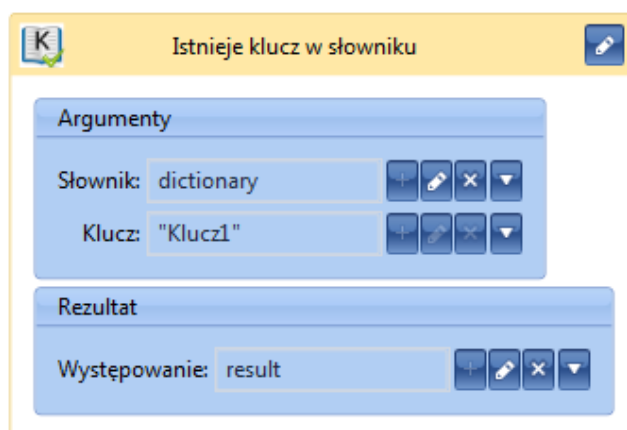 K
Istnieje klucz w słowniku
Argumenty
Słownik: dictionary
Klucz: "Klucz1"
Rezultat
Występowanie: result